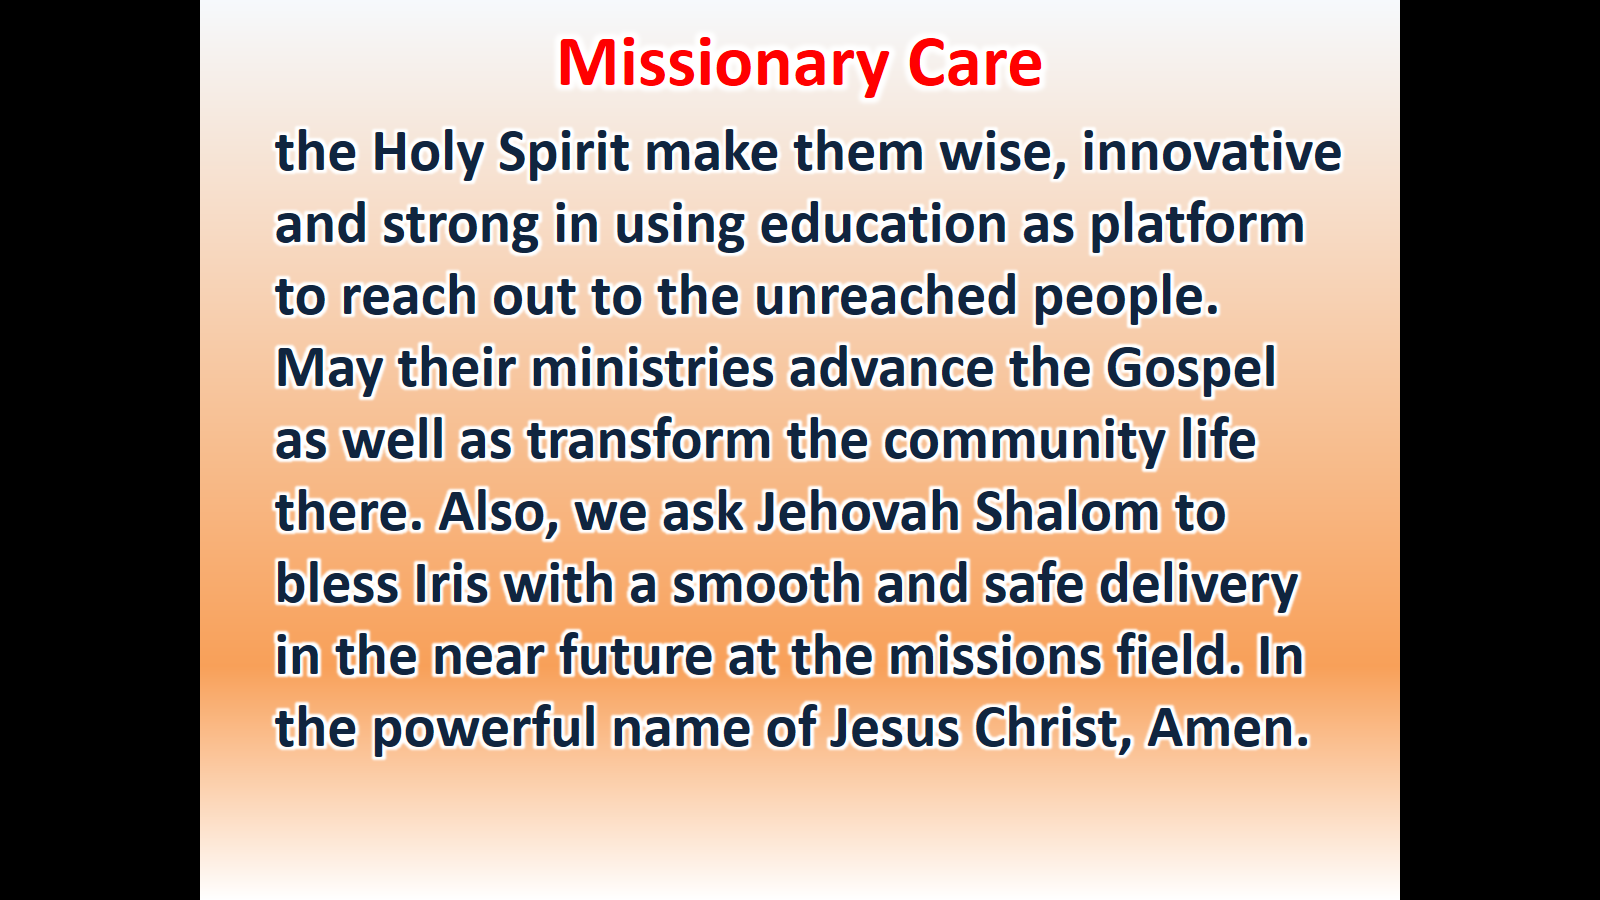 Missionary Care
the Holy Spirit make them wise, innovative
and strong in using education as platform
to reach out to the unreached people.
May their ministries advance the Gospel
as well as transform the community life
there. Also, we ask Jehovah Shalom to
bless Iris with a smooth and safe delivery
in the near future at the missions field. In
the powerful name of Jesus Christ, Amen.